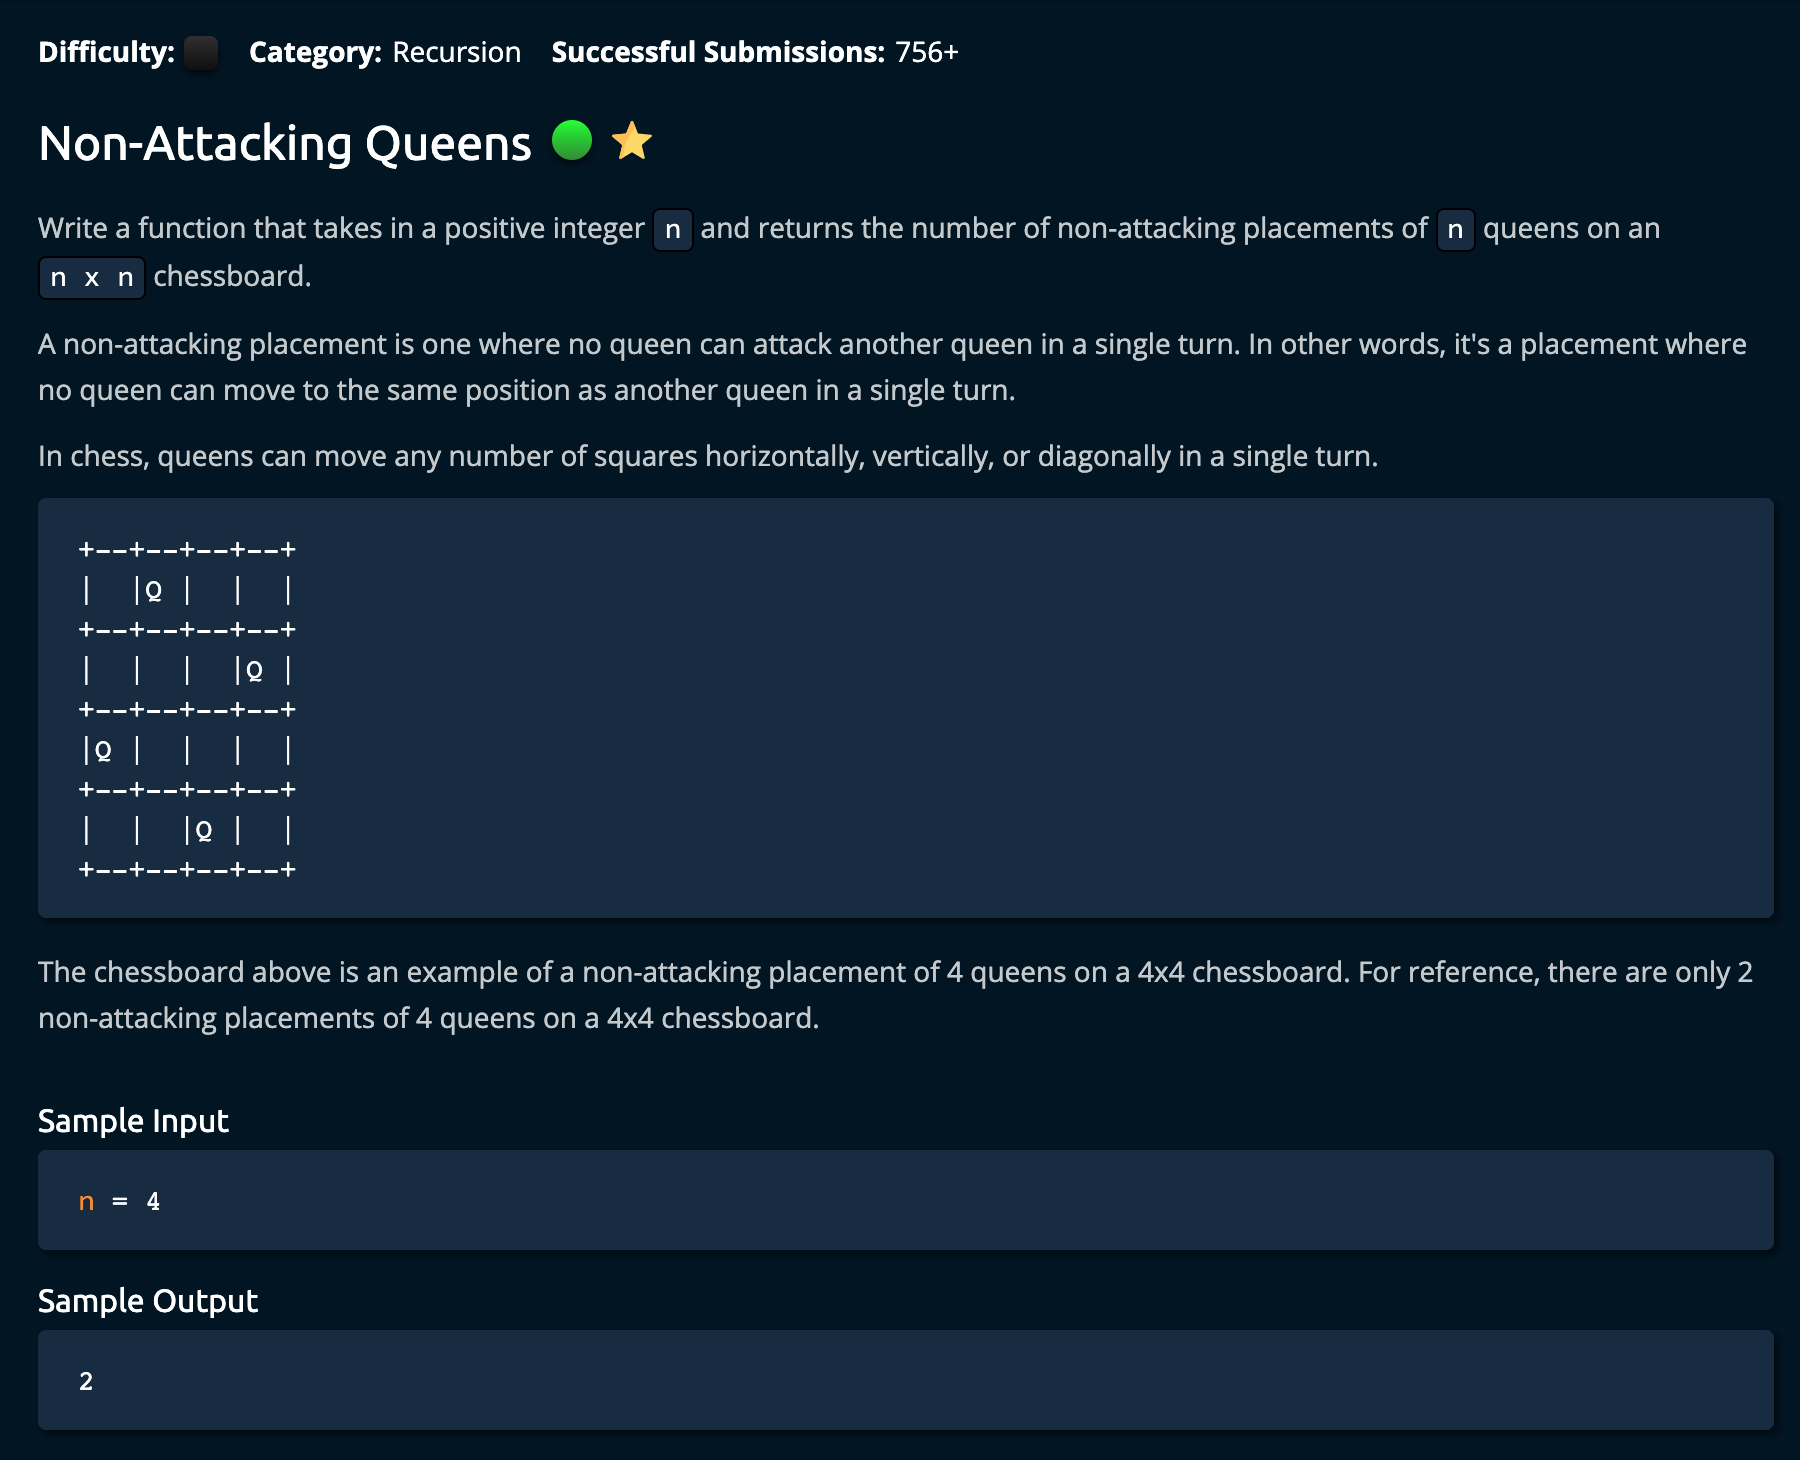 Difficulty: Category: Recursion Successful Submissions: 756+
Non-Attacking Queens
Write a function that takes in a positive integer n and returns the number of non-attacking placements of n queens on an
n x n chessboard.
A non-attacking placement is one where no queen can attack another queen in a single turn. In other words, it's a placement where
no queen can move to the same position as another queen in a single turn.
In chess, queens can move any number of squares horizontally, vertically, or diagonally in a single turn.
+--+--+--+--+
|  |Q |  |  |
+--+--+--+--+
|  |  |  |Q |
+--+--+--+--+
|Q |  |  |  |
+--+--+--+--+
|  |  |Q |  |
+--+--+--+--+
The chessboard above is an example of a non-attacking placement of 4 queens on a 4x4 chessboard. For reference, there are only 2
non-attacking placements of 4 queens on a 4x4 chessboard.
Sample Input
n = 4
Sample Output
2